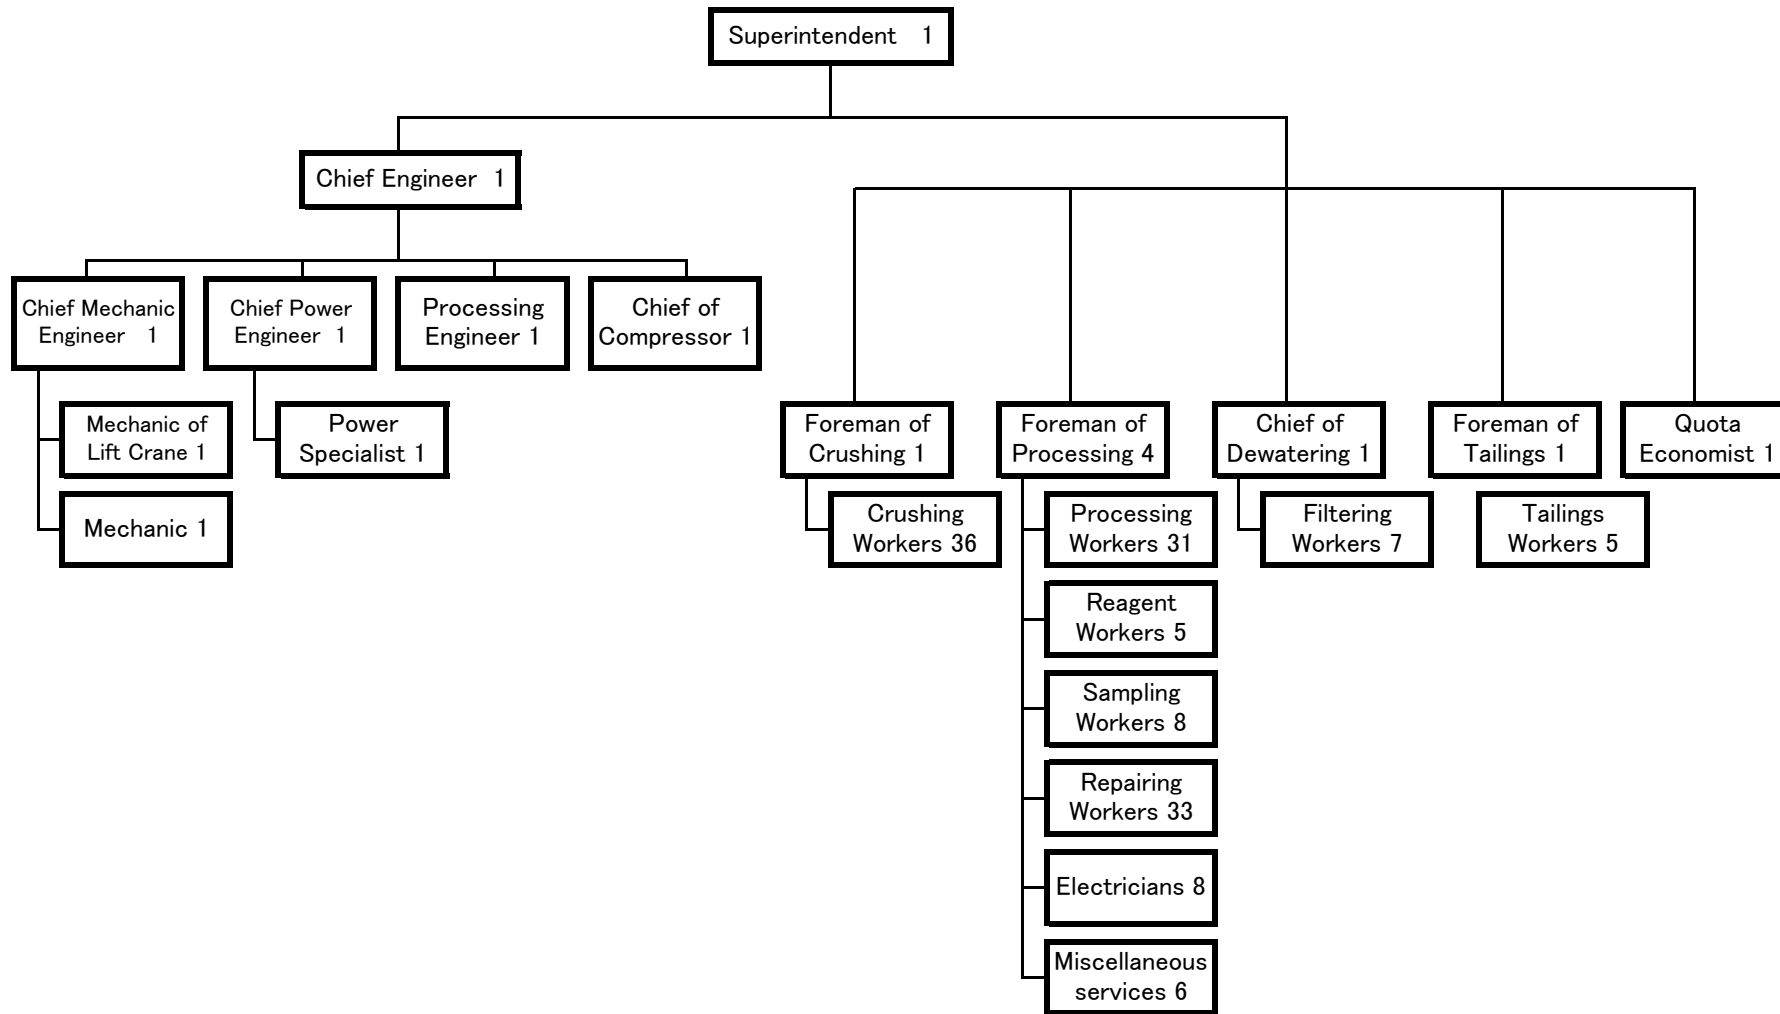 Superintendent 1
Chief Engineer 1
Chief Mechanic
Engineer 1
Chief Power
Engineer 1
Processing
Engineer 1
Chief of
Compressor 1
Mechanic of
Lift Crane 1
Power
Specialist 1
Mechanic 1
Foreman of
Crushing 1
Foreman of
Processing 4
Chief of
Dewatering 1
Foreman of
Tailings 1
Quota
Economist 1
Crushing
Workers 36
Processing
Workers 31
Filtering
Workers 7
Tailings
Workers 5
Reagent
Workers 5
Sampling
Workers 8
Repairing
Workers 33
Electricians 8
Miscellaneous
services 6